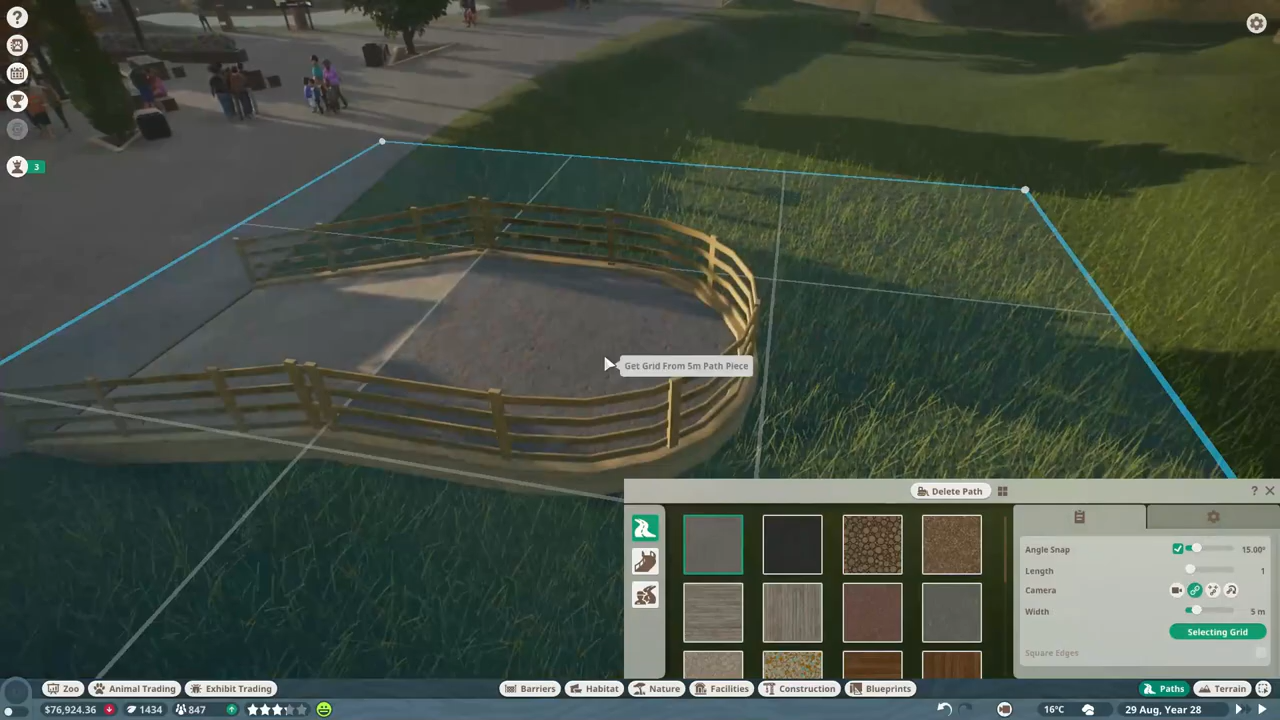 ?
3
Get Grid From 5m Path Piece
Delete Path
?
Angle Snap 15.00°
Length 1
Camera
Width 5 m
Selecting Grid
Square Edges
Zoo Animal Trading Exhibit Trading Barriers Habitat Nature Facilities Construction Blueprints Paths Terrain
$76,924.36 1434 847 16°C 29 Aug, Year 28